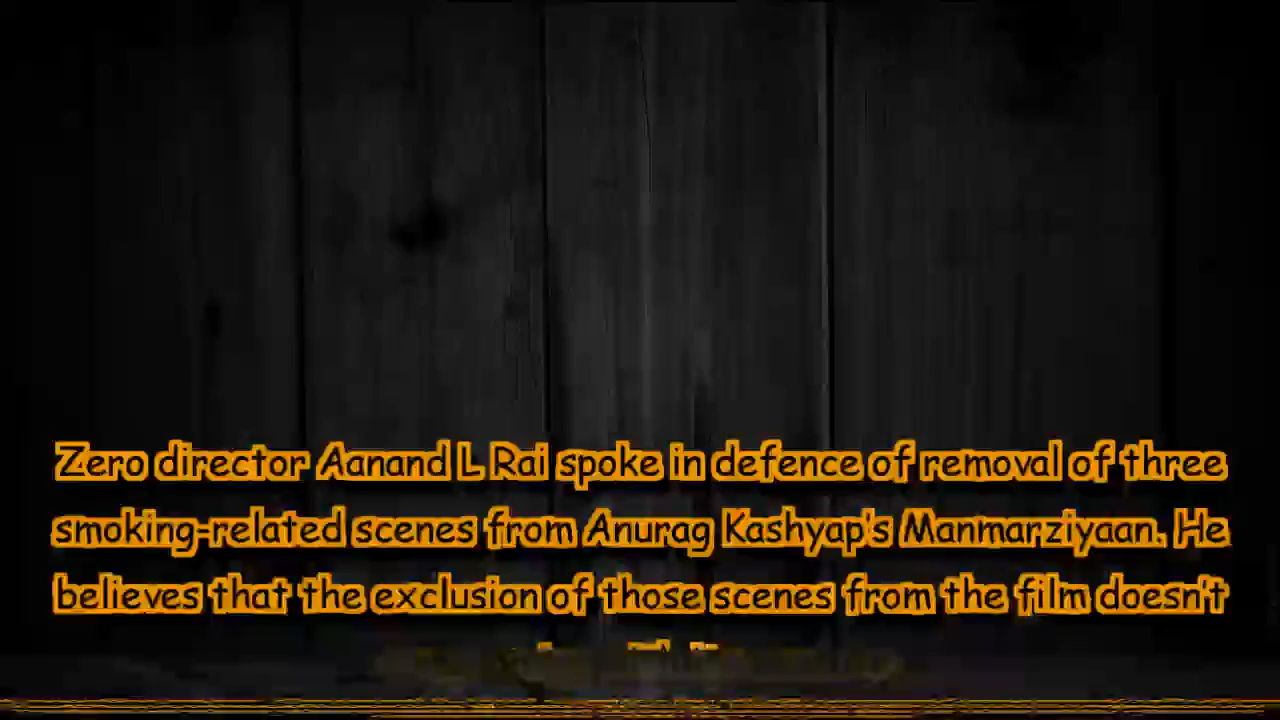 Zero director Aanand L Rai spoke in defence of removal of three
smoking-related scenes from Anurag Kashyap's Manmarziyaan. He
believes that the exclusion of those scenes from the film doesn't